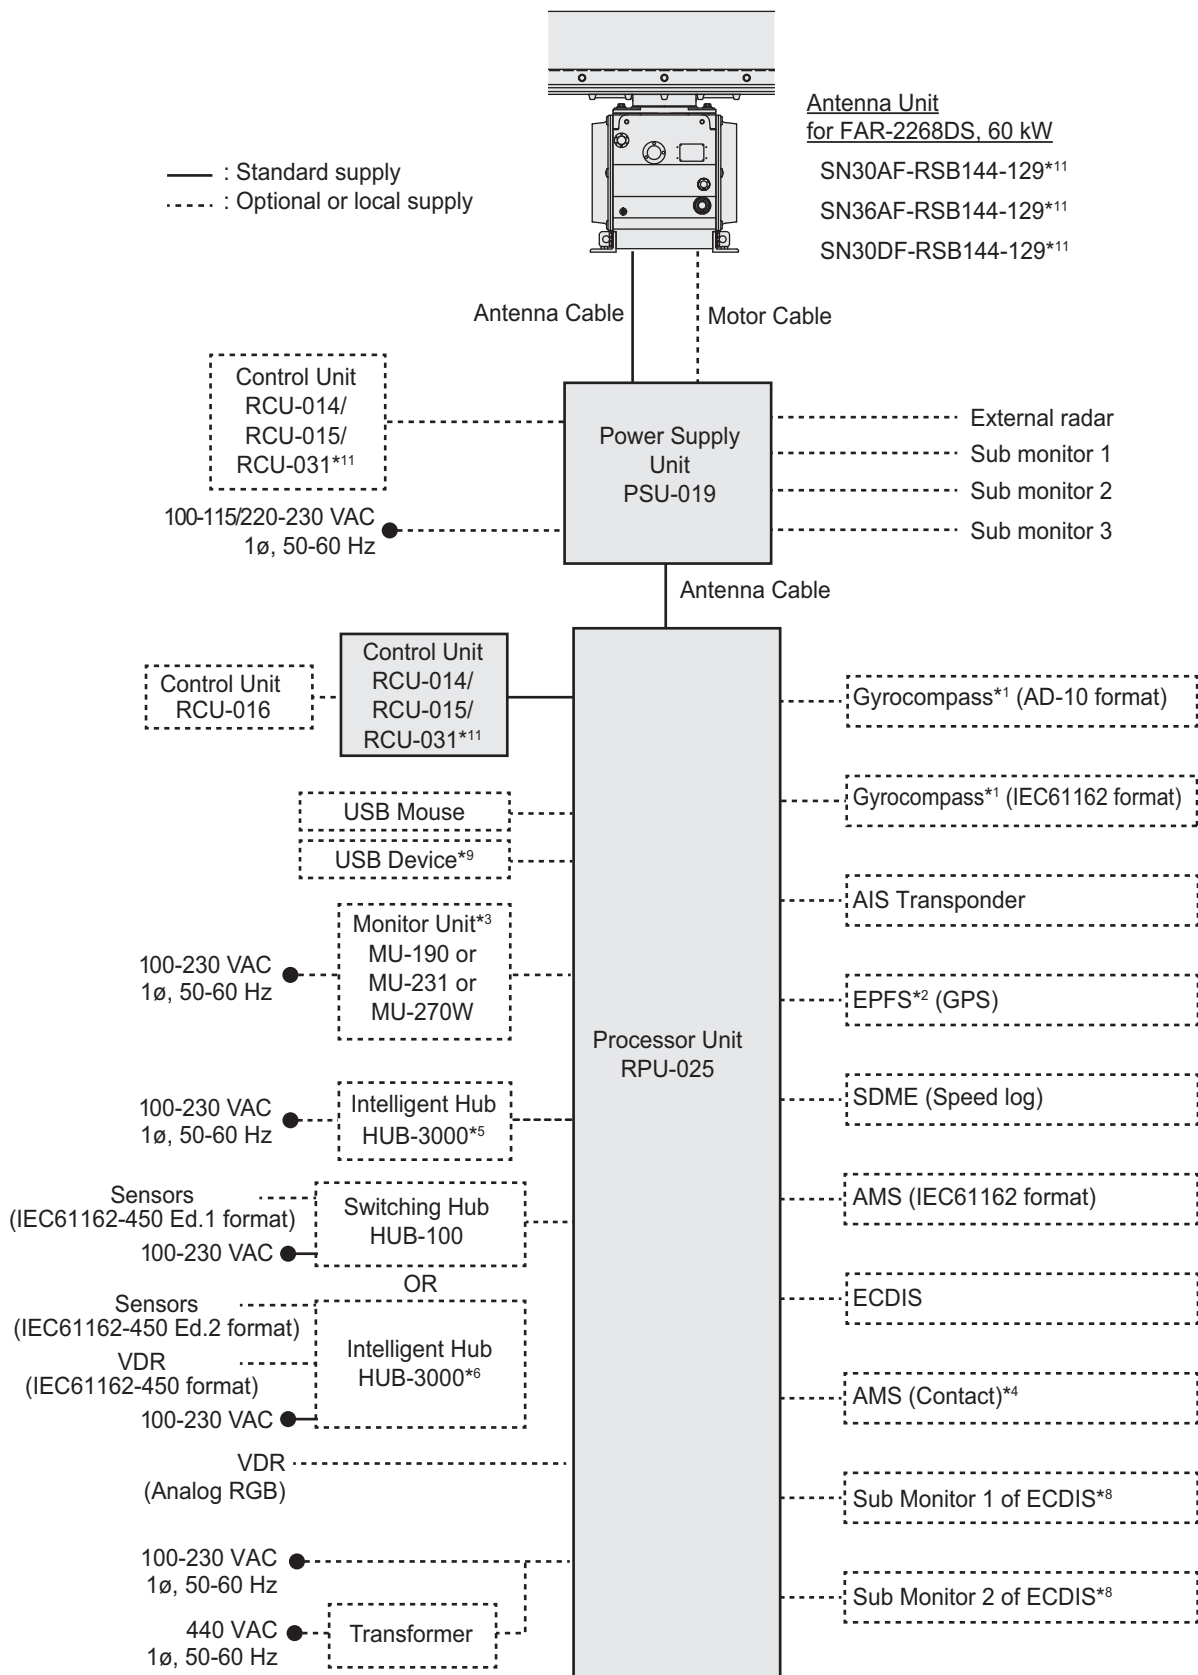 Antenna Unit
for FAR-2268DS, 60 kW
SN30AF-RSB144-129*11
SN36AF-RSB144-129*11
SN30DF-RSB144-129*11
: Standard supply
: Optional or local supply
Antenna Cable
Motor Cable
Control Unit
RCU-014/
RCU-015/
RCU-031*11
Power Supply
Unit
PSU-019
External radar
Sub monitor 1
Sub monitor 2
Sub monitor 3
100-115/220-230 VAC
1ø, 50-60 Hz
Antenna Cable
Control Unit
RCU-016
Control Unit
RCU-014/
RCU-015/
RCU-031*11
USB Mouse
USB Device*9
100-230 VAC
1ø, 50-60 Hz
Monitor Unit*3
MU-190 or
MU-231 or
MU-270W
100-230 VAC
1ø, 50-60 Hz
Intelligent Hub
HUB-3000*5
Sensors
(IEC61162-450 Ed.1 format)
100-230 VAC
Switching Hub
HUB-100
OR
Sensors
(IEC61162-450 Ed.2 format)
VDR
(IEC61162-450 format)
100-230 VAC
Intelligent Hub
HUB-3000*6
VDR
(Analog RGB)
100-230 VAC
1ø, 50-60 Hz
440 VAC
1ø, 50-60 Hz
Transformer
Processor Unit
RPU-025
Gyrocompass*1 (AD-10 format)
Gyrocompass*1 (IEC61162 format)
AIS Transponder
EPFS*2 (GPS)
SDME (Speed log)
AMS (IEC61162 format)
ECDIS
AMS (Contact)*4
Sub Monitor 1 of ECDIS*8
Sub Monitor 2 of ECDIS*8